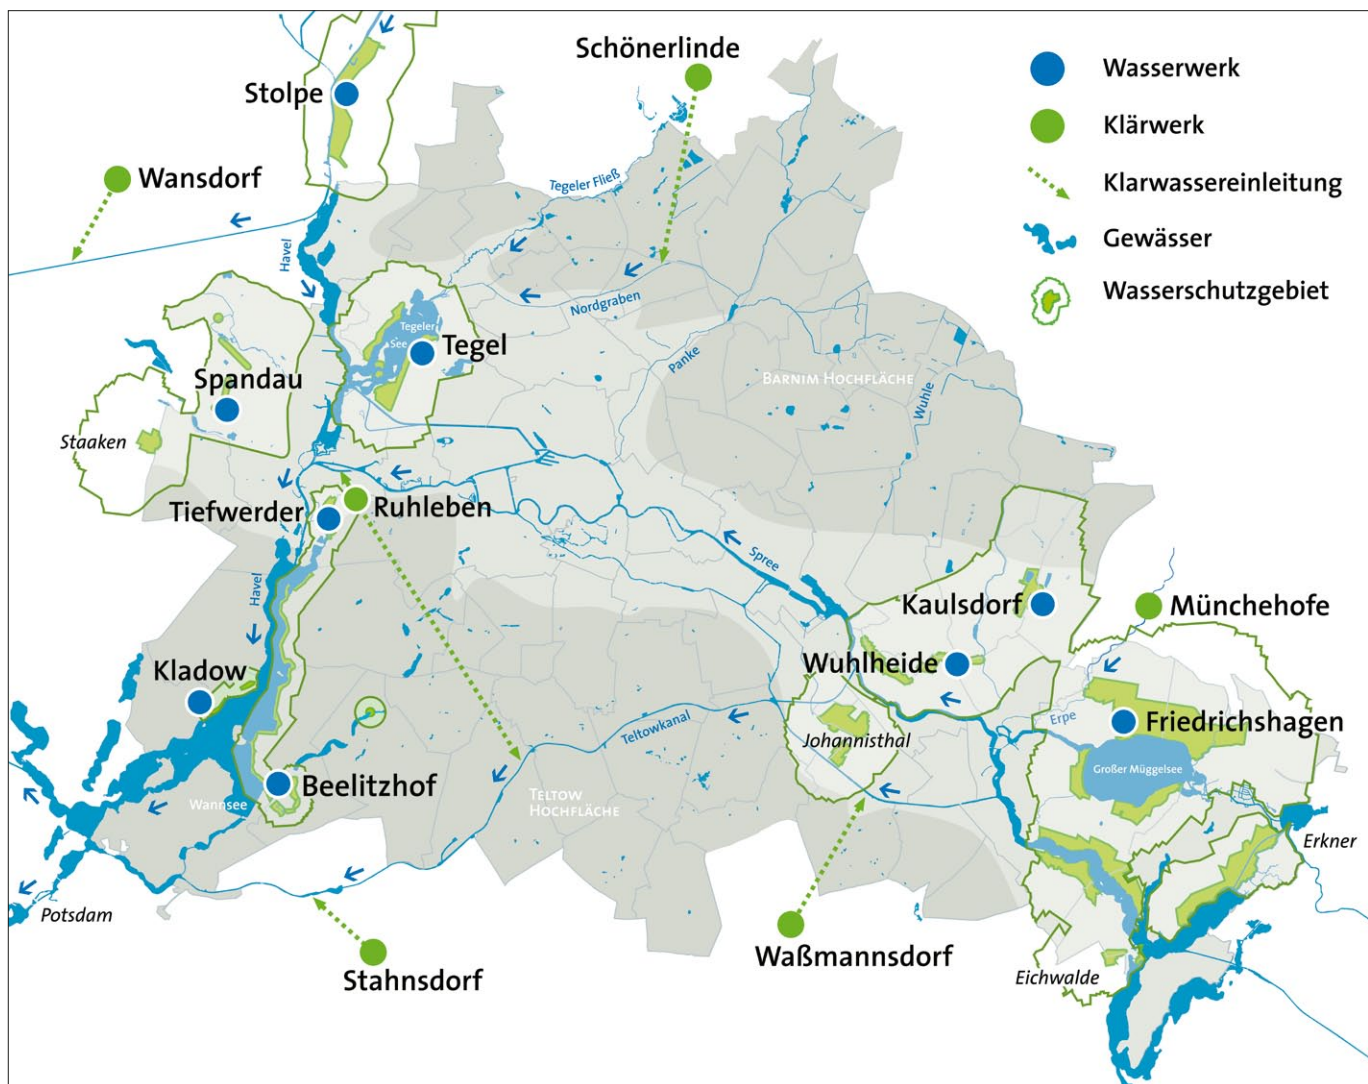 Schönerlinde
Stolpe
Wansdorf
Wasserwerk
Klärwerk
Klarwassereinleitung
Gewässer
Wasserschutzgebiet
Tegeler Fließ
Havel
Nordgraben
Tegeler
See
Tegel
Panke
Barnim Hochfläche
Wuhle
Spandau
Staaken
Tiefwerder
Ruhleben
Spree
Havel
Kaulsdorf
Münchehofe
Wuhlheide
Kladow
Teltowkanal
Johannisthal
Erpe
Friedrichshagen
Großer Müggelsee
Beelitzhof
Wannsee
Teltow
Hochfläche
Erkner
Potsdam
Stahnsdorf
Waßmannsdorf
Eichwalde